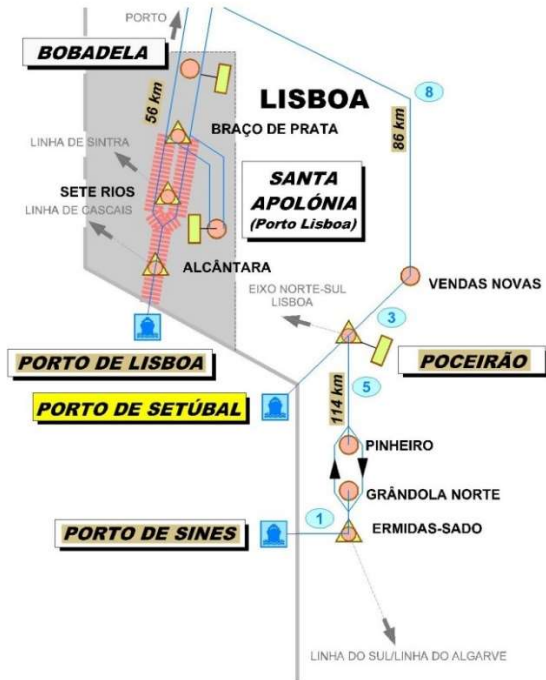 PORTO
BOBADELA
56 km
LISBOA
8
BRAÇO DE PRATA
86 km
LINHA DE SINTRA
SETE RIOS
SANTA
APOLÓNIA
(Porto Lisboa)
LINHA DE CASCAIS
ALCÂNTARA
VENDAS NOVAS
EIXO NORTE-SUL
LISBOA
3
PORTO DE LISBOA
POCEIRÃO
PORTO DE SETÚBAL
5
114 km
PINHEIRO
GRÂNDOLA NORTE
PORTO DE SINES
1
ERMIDAS-SADO
LINHA DO SUL/LINHA DO ALGARVE